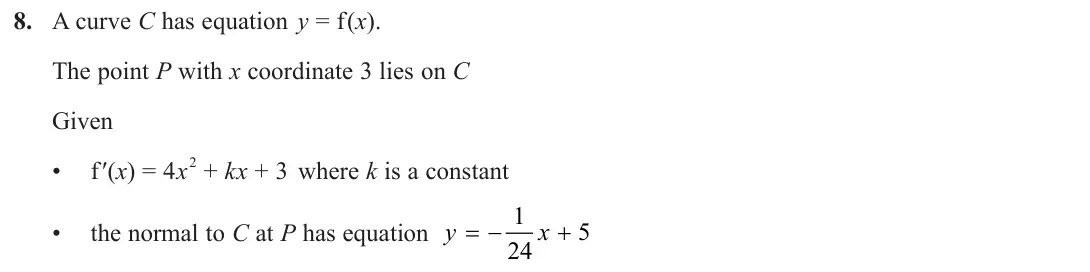 8. A curve C has equation y = f(x).
The point P with x coordinate 3 lies on C
Given
• f′(x) = 4x² + kx + 3 where k is a constant
• the normal to C at P has equation y = −1/24 x + 5